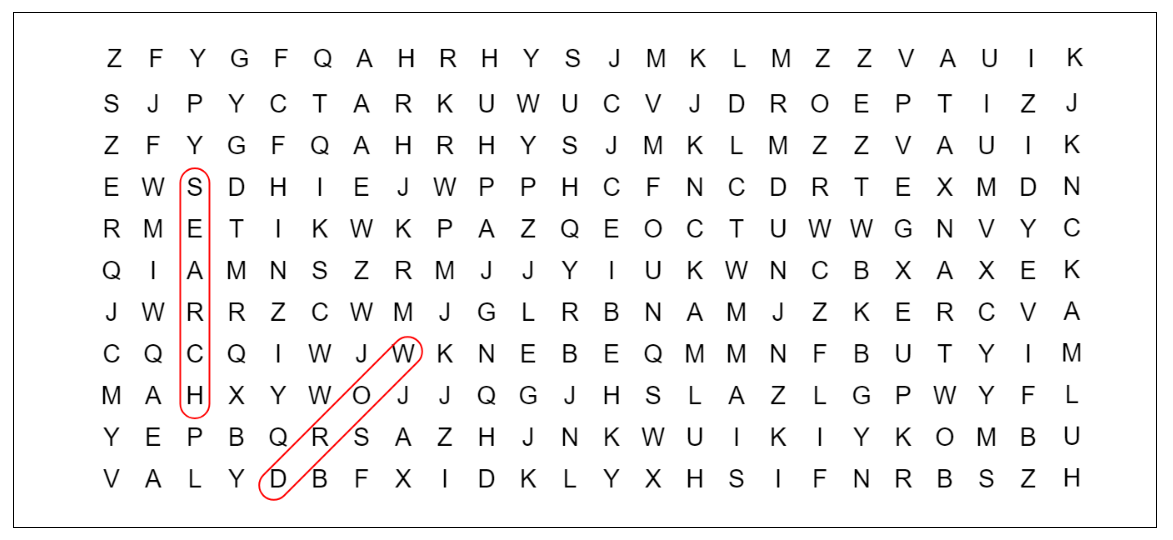 Z F Y G F Q A H R H Y S J M K L M Z Z V A U I K
S J P Y C T A R K U W U C V J D R O E P T I Z J
Z F Y G F Q A H R H Y S J M K L M Z Z V A U I K
E W S D H I E J W P P H C F N C D R T E X M D N
R M E T I K W K P A Z Q E O C T U W W G N V Y C
Q I A M N S Z R M J J Y I U K W N C B X A X E K
J W R R Z C W M J G L R B N A M J Z K E R C V A
C Q C Q I W J W K N E B E Q M M N F B U T Y I M
M A H X Y W O J J Q G J H S L A Z L G P W Y F L
Y E P B Q R S A Z H J N K W U I K I Y K O M B U
V A L Y D B F X I D K L Y X H S I F N R B S Z H